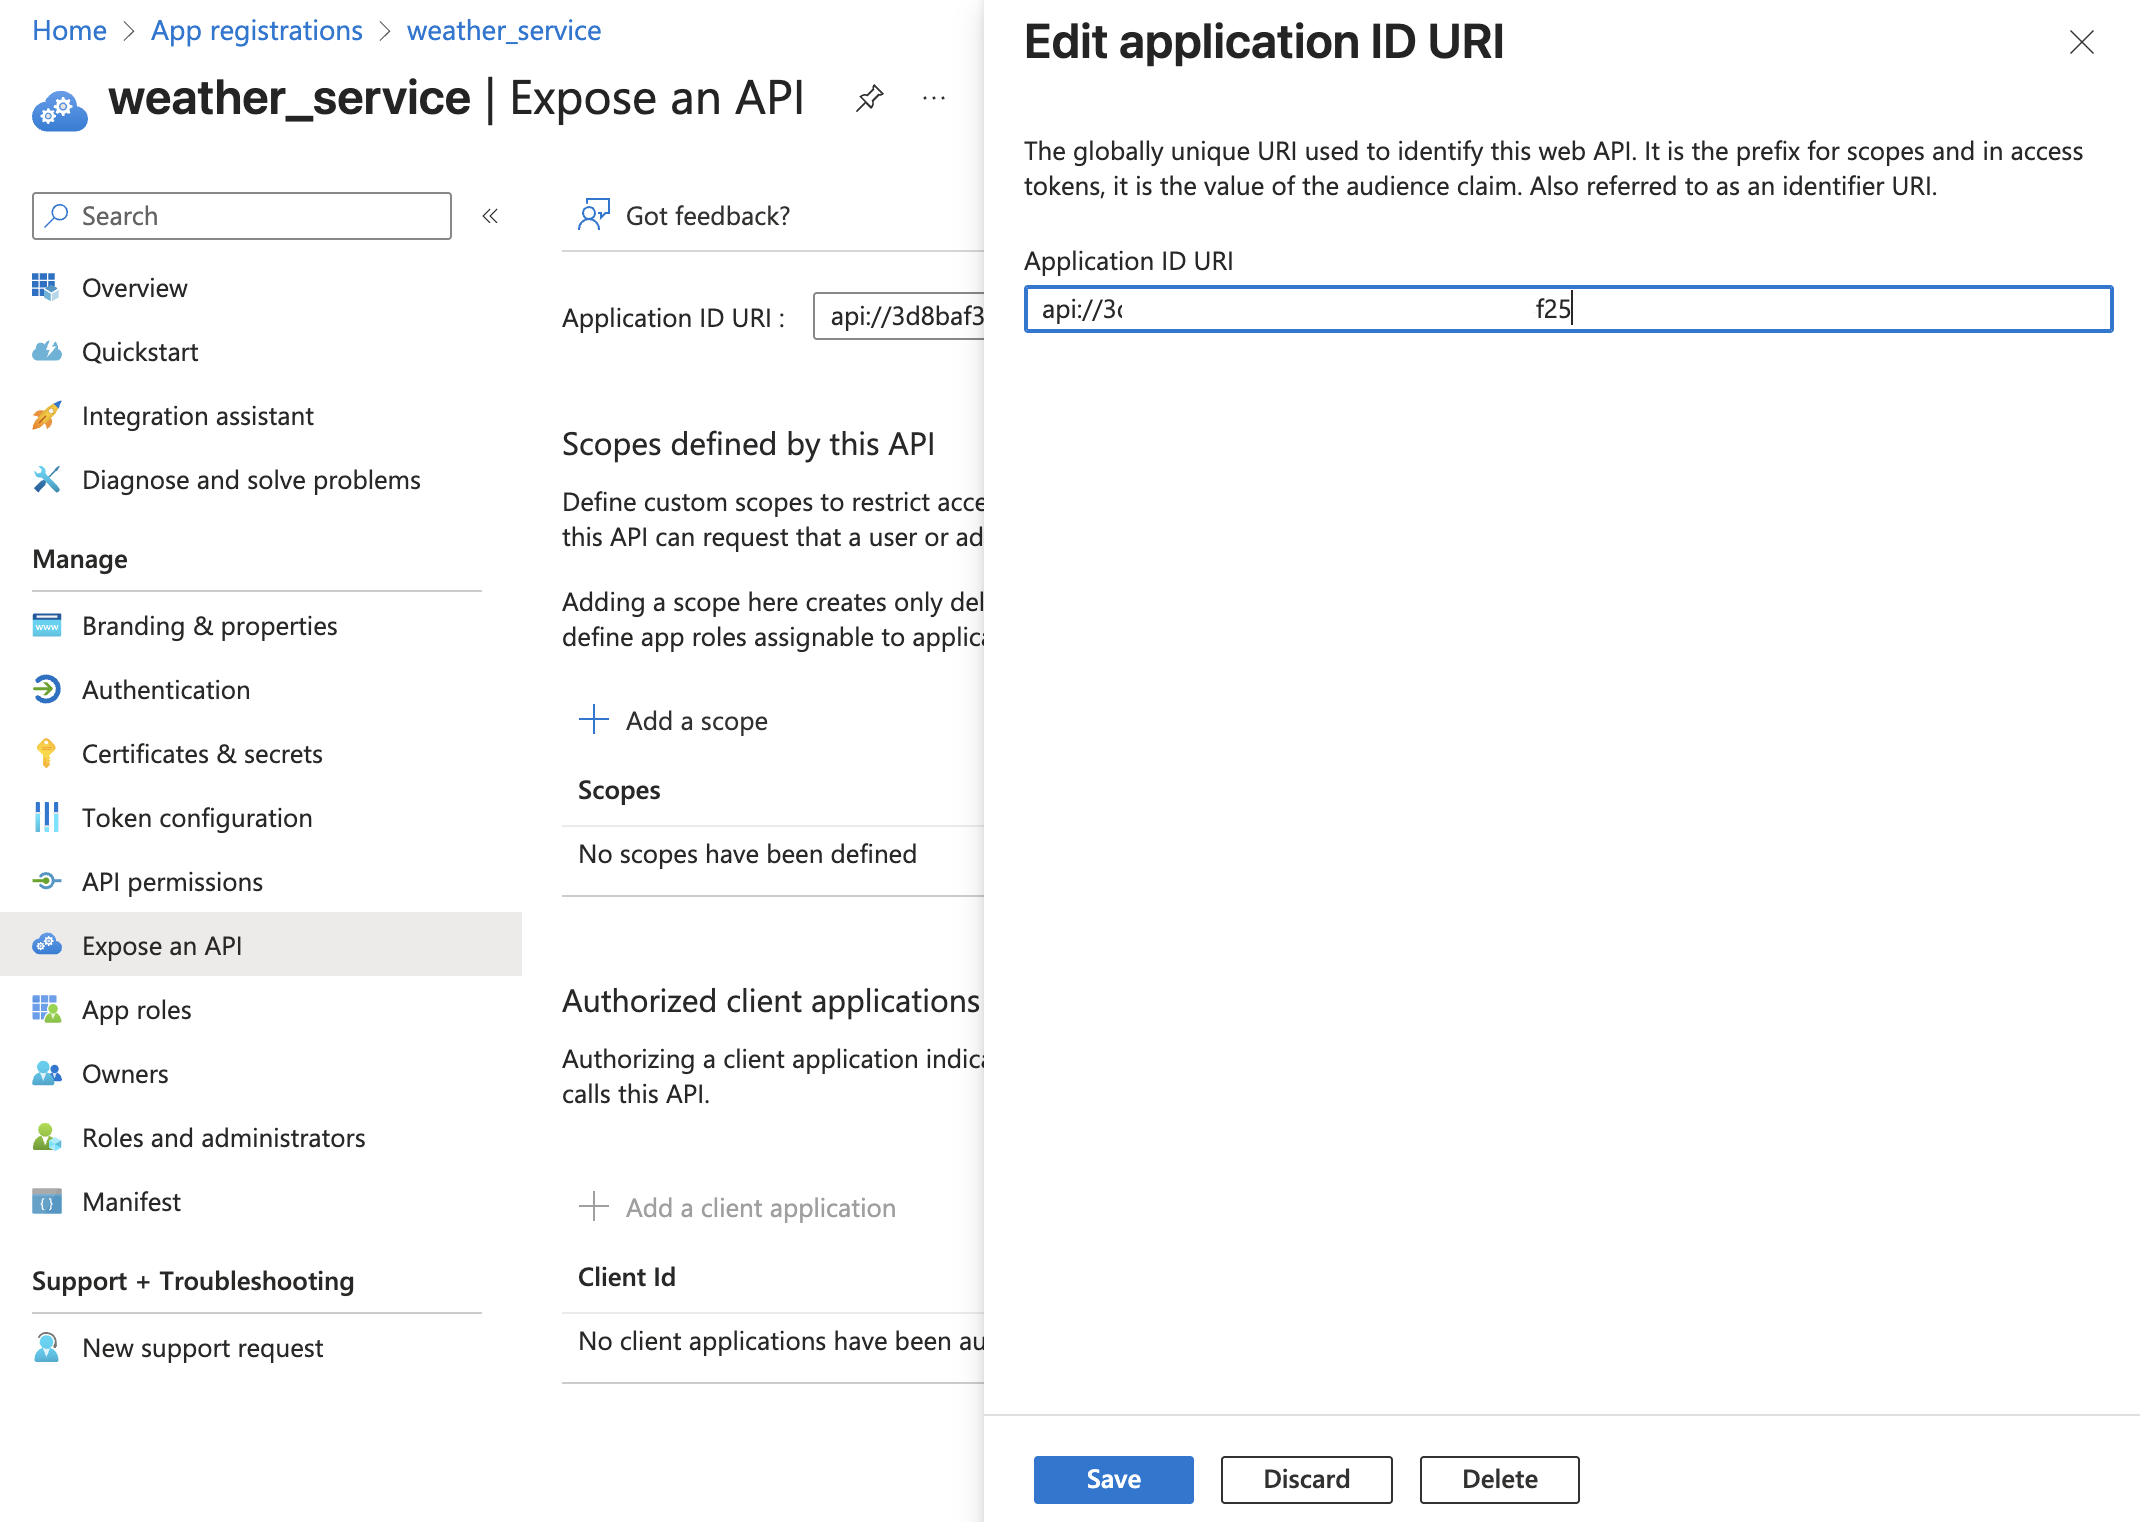 Home > App registrations > weather_service
weather_service | Expose an API
Search
Overview
Quickstart
Integration assistant
Diagnose and solve problems
Manage
Branding & properties
Authentication
Certificates & secrets
Token configuration
API permissions
Expose an API
App roles
Owners
Roles and administrators
Manifest
Support + Troubleshooting
New support request
Got feedback?
Application ID URI : api://3d8baf3
Scopes defined by this API
Define custom scopes to restrict acce
this API can request that a user or ad
Adding a scope here creates only del
define app roles assignable to applica
Add a scope
Scopes
No scopes have been defined
Authorized client applications
Authorizing a client application indica
calls this API.
Add a client application
Client Id
No client applications have been au
Edit application ID URI
The globally unique URI used to identify this web API. It is the prefix for scopes and in access
tokens, it is the value of the audience claim. Also referred to as an identifier URI.
Application ID URI
api://3 f25
Save Discard Delete